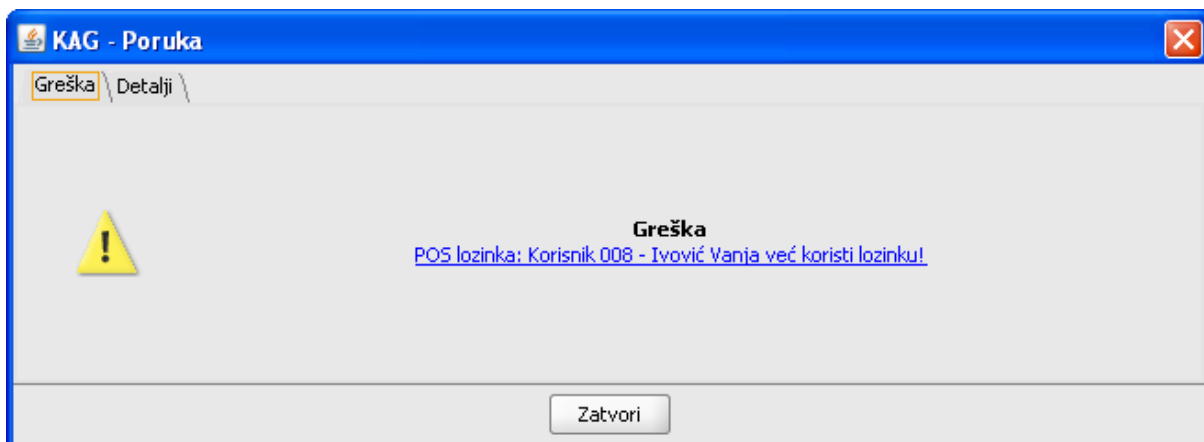 KAG - Poruka
Greška
Detalji
Greška
POS lozinka: Korisnik 008 - Ivović Vanja već koristi lozinku!
Zatvori